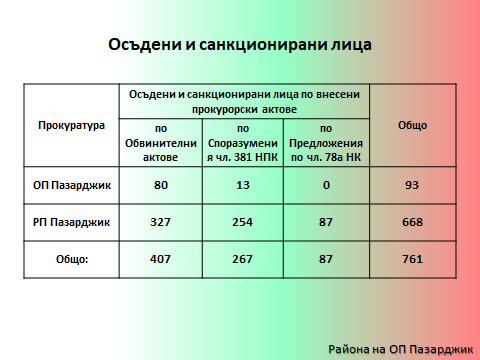 Осъдени и санкционирани лица
Прокуратура
Осъдени и санкционирани лица по внесени
прокурорски актове
Общо
по
Обвинителни
актове
по
Споразумени
я чл. 381 НПК
по
Предложения
по чл. 78а НК
ОП Пазарджик 80 13 0 93
РП Пазарджик 327 254 87 668
Общо: 407 267 87 761
Района на ОП Пазарджик